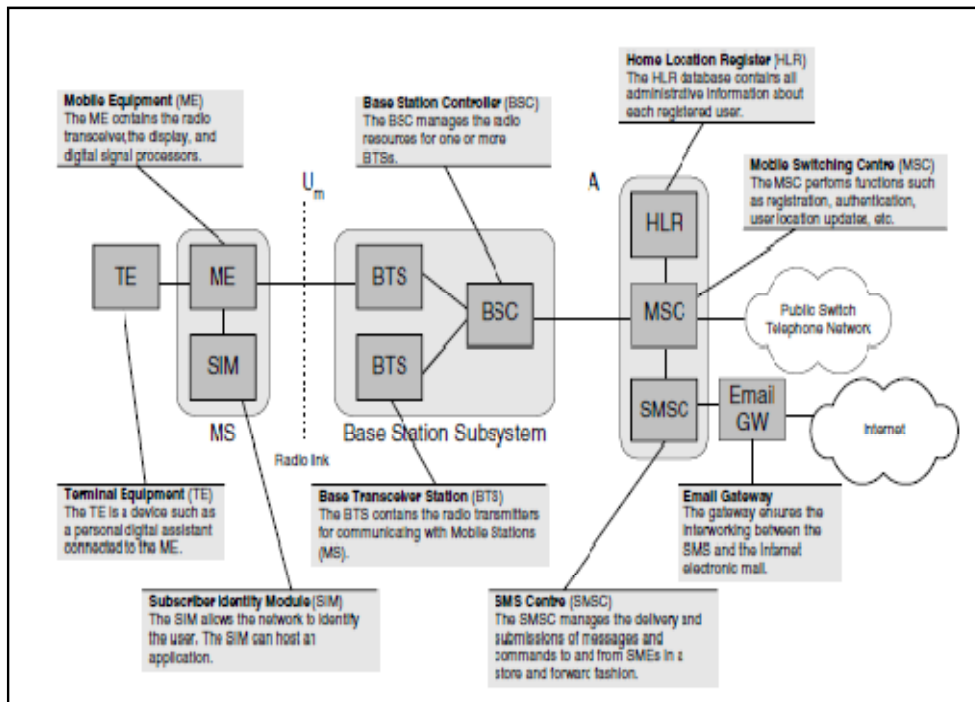 Home Location Register (HLR)
The HLR database contains all
administrative information about
each registered user.
Mobile Equipment (ME)
The ME contains the radio
transceiver, the display, and
digital signal processors.
Base Station Controller (BSC)
The BSC manages the radio
resources for one or more
BTSs.
Mobile Switching Centre (MSC)
The MSC performs functions such
as registration, authentication,
user location updates, etc.
Um
A
HLR
TE
ME
BTS
BSC
MSC
Public Switch
Telephone Network
SIM
BTS
SMSC
Email
GW
Internet
MS
Base Station Subsystem
Radio link
Terminal Equipment (TE)
The TE is a device such as
a personal digital assistant
connected to the ME.
Base Transceiver Station (BTS)
The BTS contans the radio transmitters
for communicating with Mobile Stations
(MS).
Email Gateway
The gateway ensures the
interworking between the
SMS and the Internet
electronic mail.
Subscriber Identity Module (SIM)
The SIM allows the network to identify
the user. The SIM can host an
application.
SMS Centre (SMSC)
The SMSC manages the delivery and
submissions of messages and
commands to and from SMEs in a
store and forward fashion.